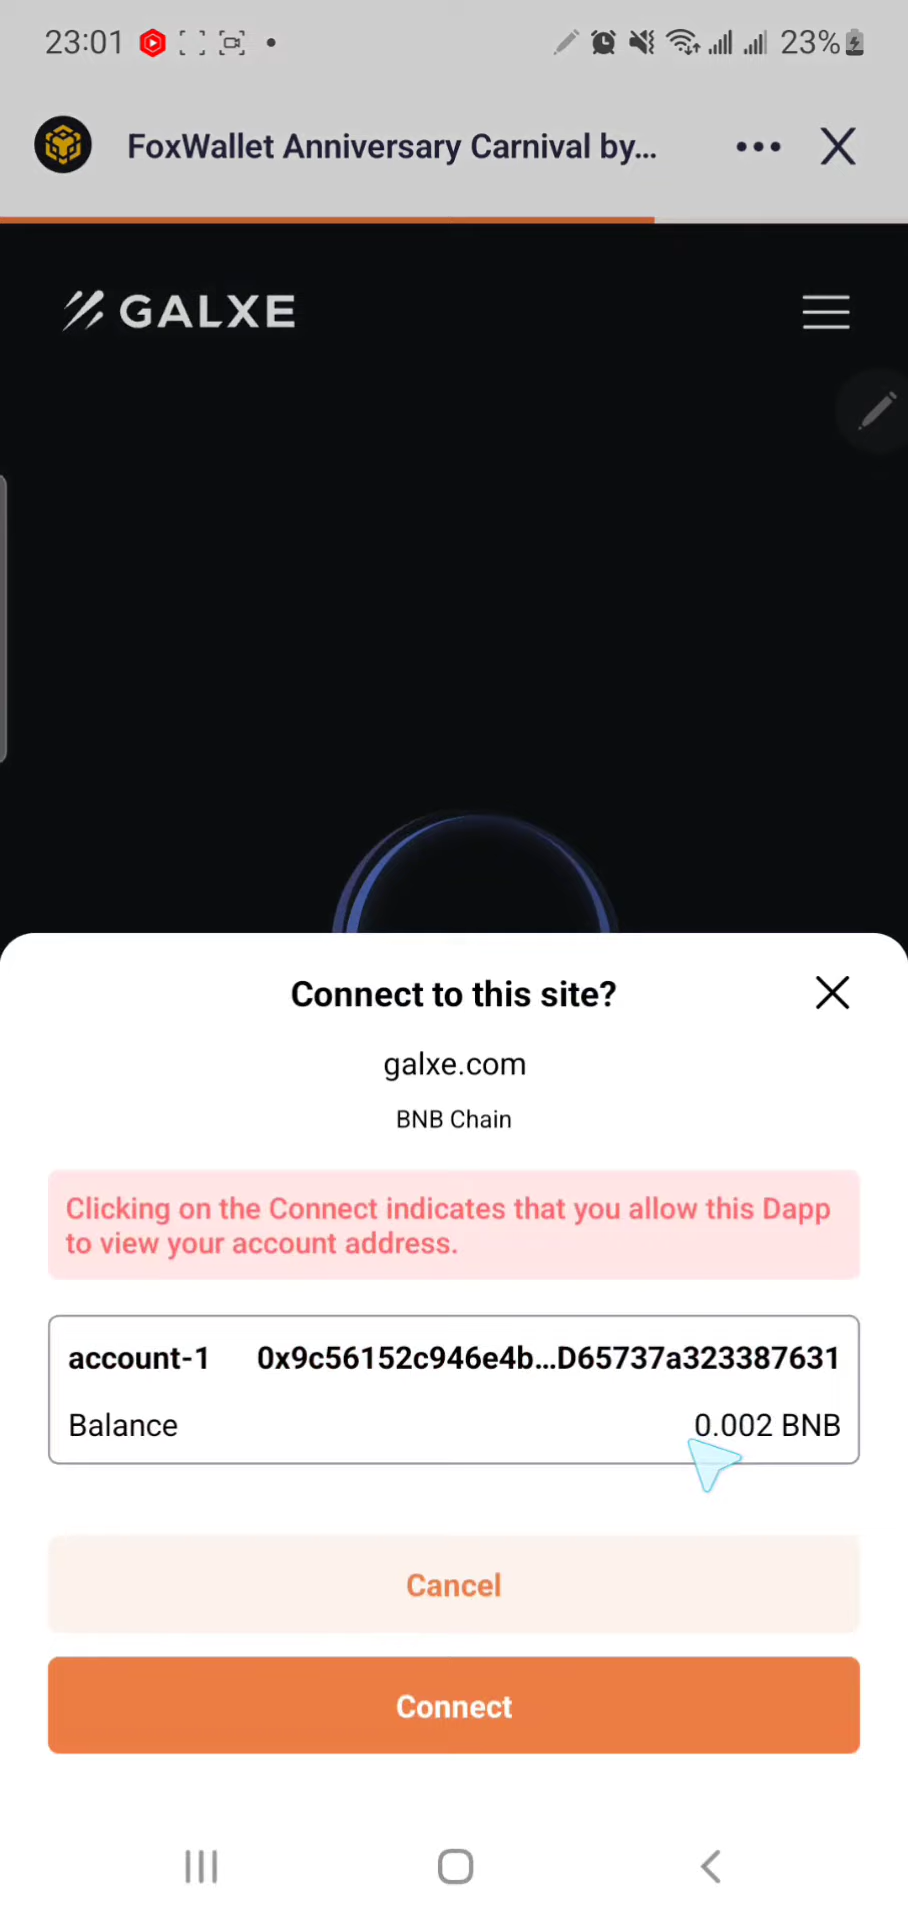 23:01
23%
FoxWallet Anniversary Carnival by...
GALXE
Connect to this site?
galxe.com
BNB Chain
Clicking on the Connect indicates that you allow this Dapp
to view your account address.
account-1 0x9c56152c946e4b...D65737a323387631
Balance 0.002 BNB
Cancel
Connect